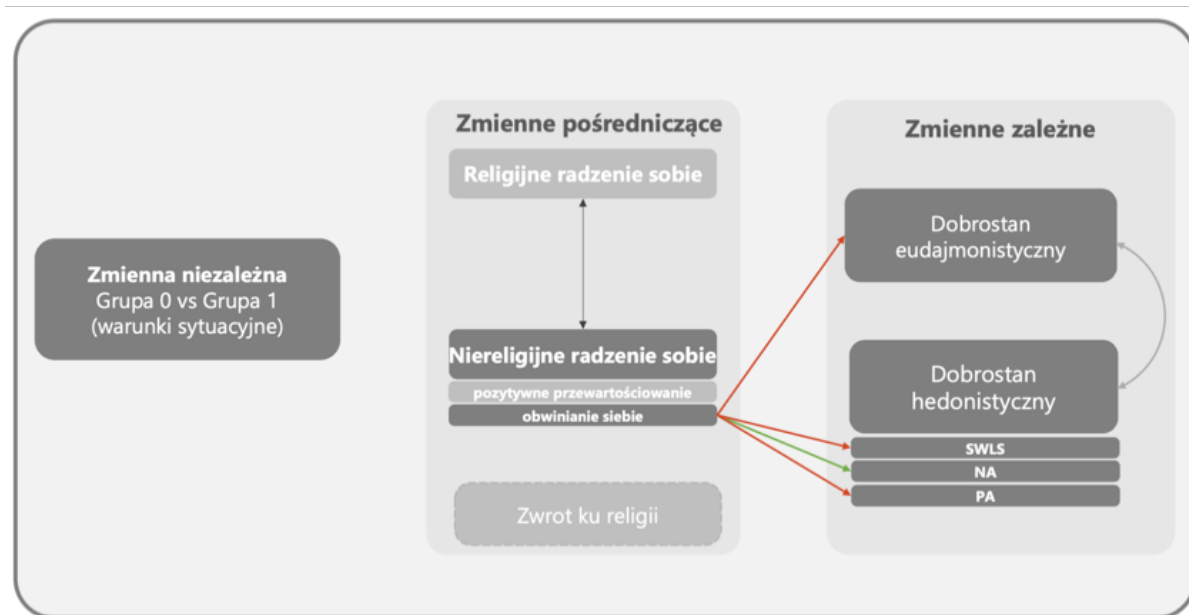 Zmienna niezależna
Grupa 0 vs Grupa 1
(warunki sytuacyjne)
Zmienne pośredniczące
Religijne radzenie sobie
Niereligijne radzenie sobie
pozytywne przewartościowanie
obwinianie siebie
Zwrot ku religii
Zmienne zależne
Dobrostan
eudajmonistyczny
Dobrostan
hedonistyczny
SWLS
NA
PA